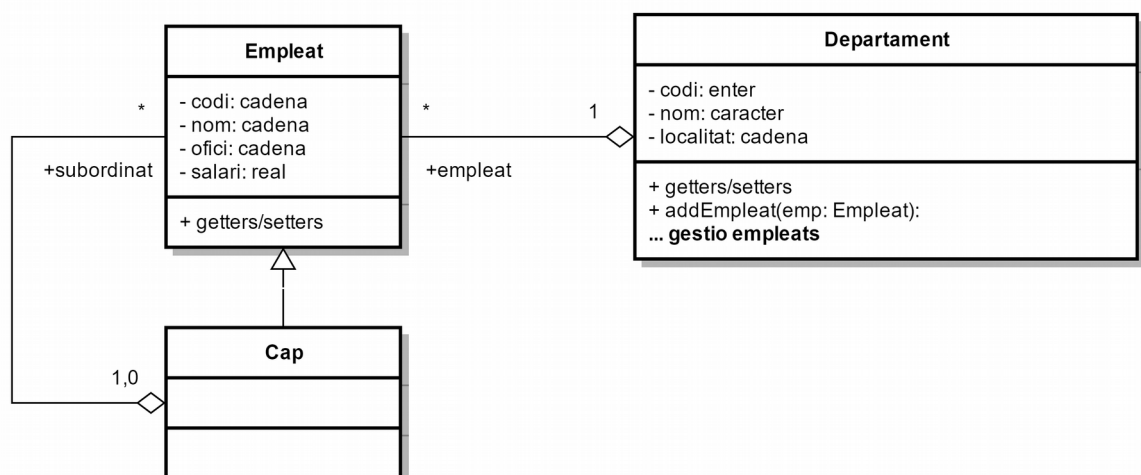 Empleat
- codi: cadena
- nom: cadena
- ofici: cadena
- salari: real
+ getters/setters
*
+subordinat
*
+empleat
1
Departament
- codi: enter
- nom: caracter
- localitat: cadena
+ getters/setters
+ addEmpleat(emp: Empleat):
... gestio empleats
Cap
1,0